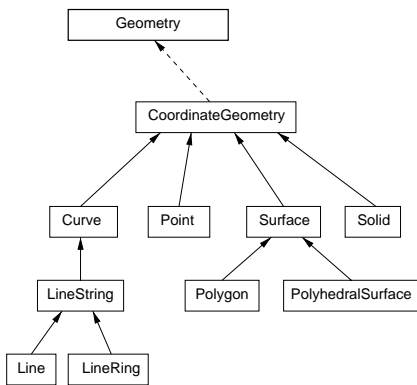 Geometry
CoordinateGeometry
Curve
Point
Surface
Solid
LineString
Polygon
PolyhedralSurface
Line
LineRing